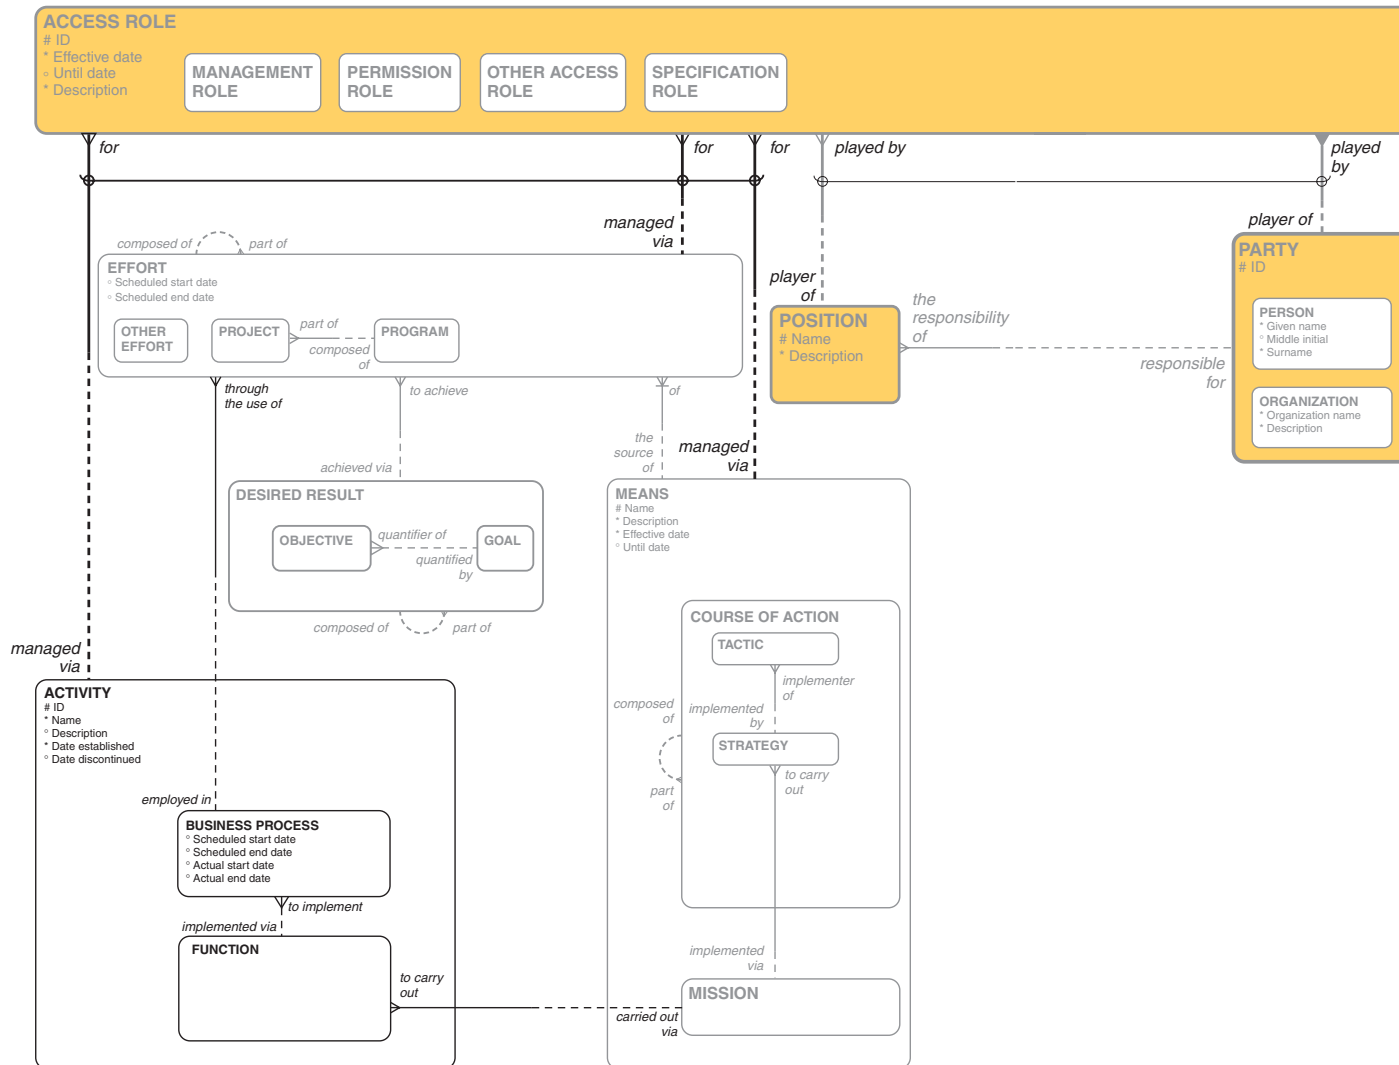 ACCESS ROLE
# ID
* Effective date
○ Until date
* Description
MANAGEMENT
ROLE
PERMISSION
ROLE
OTHER ACCESS
ROLE
SPECIFICATION
ROLE
for
for
for
played by
played
by
managed
via
player of
composed of
part of
EFFORT
○ Scheduled start date
○ Scheduled end date
OTHER
EFFORT
PROJECT
part of
composed
of
PROGRAM
player
of
POSITION
# Name
* Description
the
responsibility
of
responsible
for
PARTY
# ID
PERSON
* Given name
○ Middle initial
* Surname
ORGANIZATION
* Organization name
* Description
through
the use of
to achieve
of
achieved via
the
source
of
managed
via
DESIRED RESULT
OBJECTIVE
quantifier of
quantified
by
GOAL
composed of
part of
MEANS
# Name
* Description
* Effective date
○ Until date
COURSE OF ACTION
TACTIC
implementer
of
implemented
by
composed
of
part
of
STRATEGY
to carry
out
managed
via
ACTIVITY
# ID
* Name
○ Description
* Date established
○ Date discontinued
employed in
BUSINESS PROCESS
○ Scheduled start date
○ Scheduled end date
○ Actual start date
○ Actual end date
to implement
implemented via
FUNCTION
to carry
out
implemented
via
MISSION
carried out
via